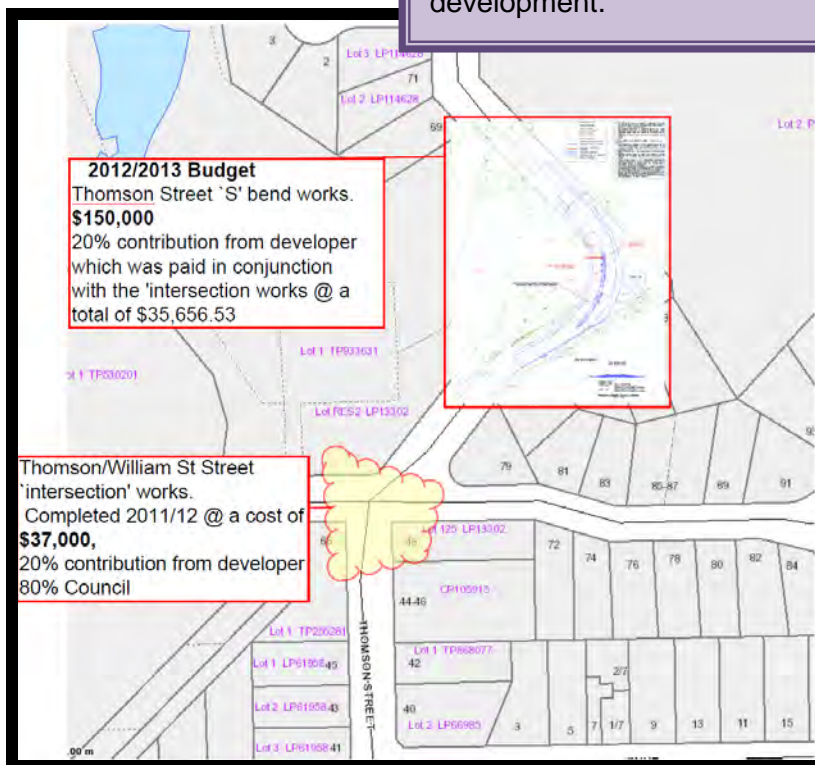 development.
3
2
Lot 3 LP114628
71
Lot 2 LP114628
69
Lot 2
2012/2013 Budget
Thomson Street `S' bend works.
$150,000
20% contribution from developer
which was paid in conjunction
with the 'intersection works @ a
total of $35,656.53
Lot 1 TP933631
1 TP530201
Lot RES2 LP13302
Thomson/William St Street
`intersection' works.
Completed 2011/12 @ a cost of
$37,000,
20% contribution from developer
80% Council
79
81
83
85-87
89
91
125 LP13302
72
74
76
78
80
82
84
44-46
CP105915
THOMSON STREET
Lot 1 LP61958 45
42
Lot 1 TP868077
2/7
Lot 2 LP61958 43
40
Lot 2 LP66985
3
5
7
1/7
9
13
11
15
Lot 3 LP61958 41
.00 m